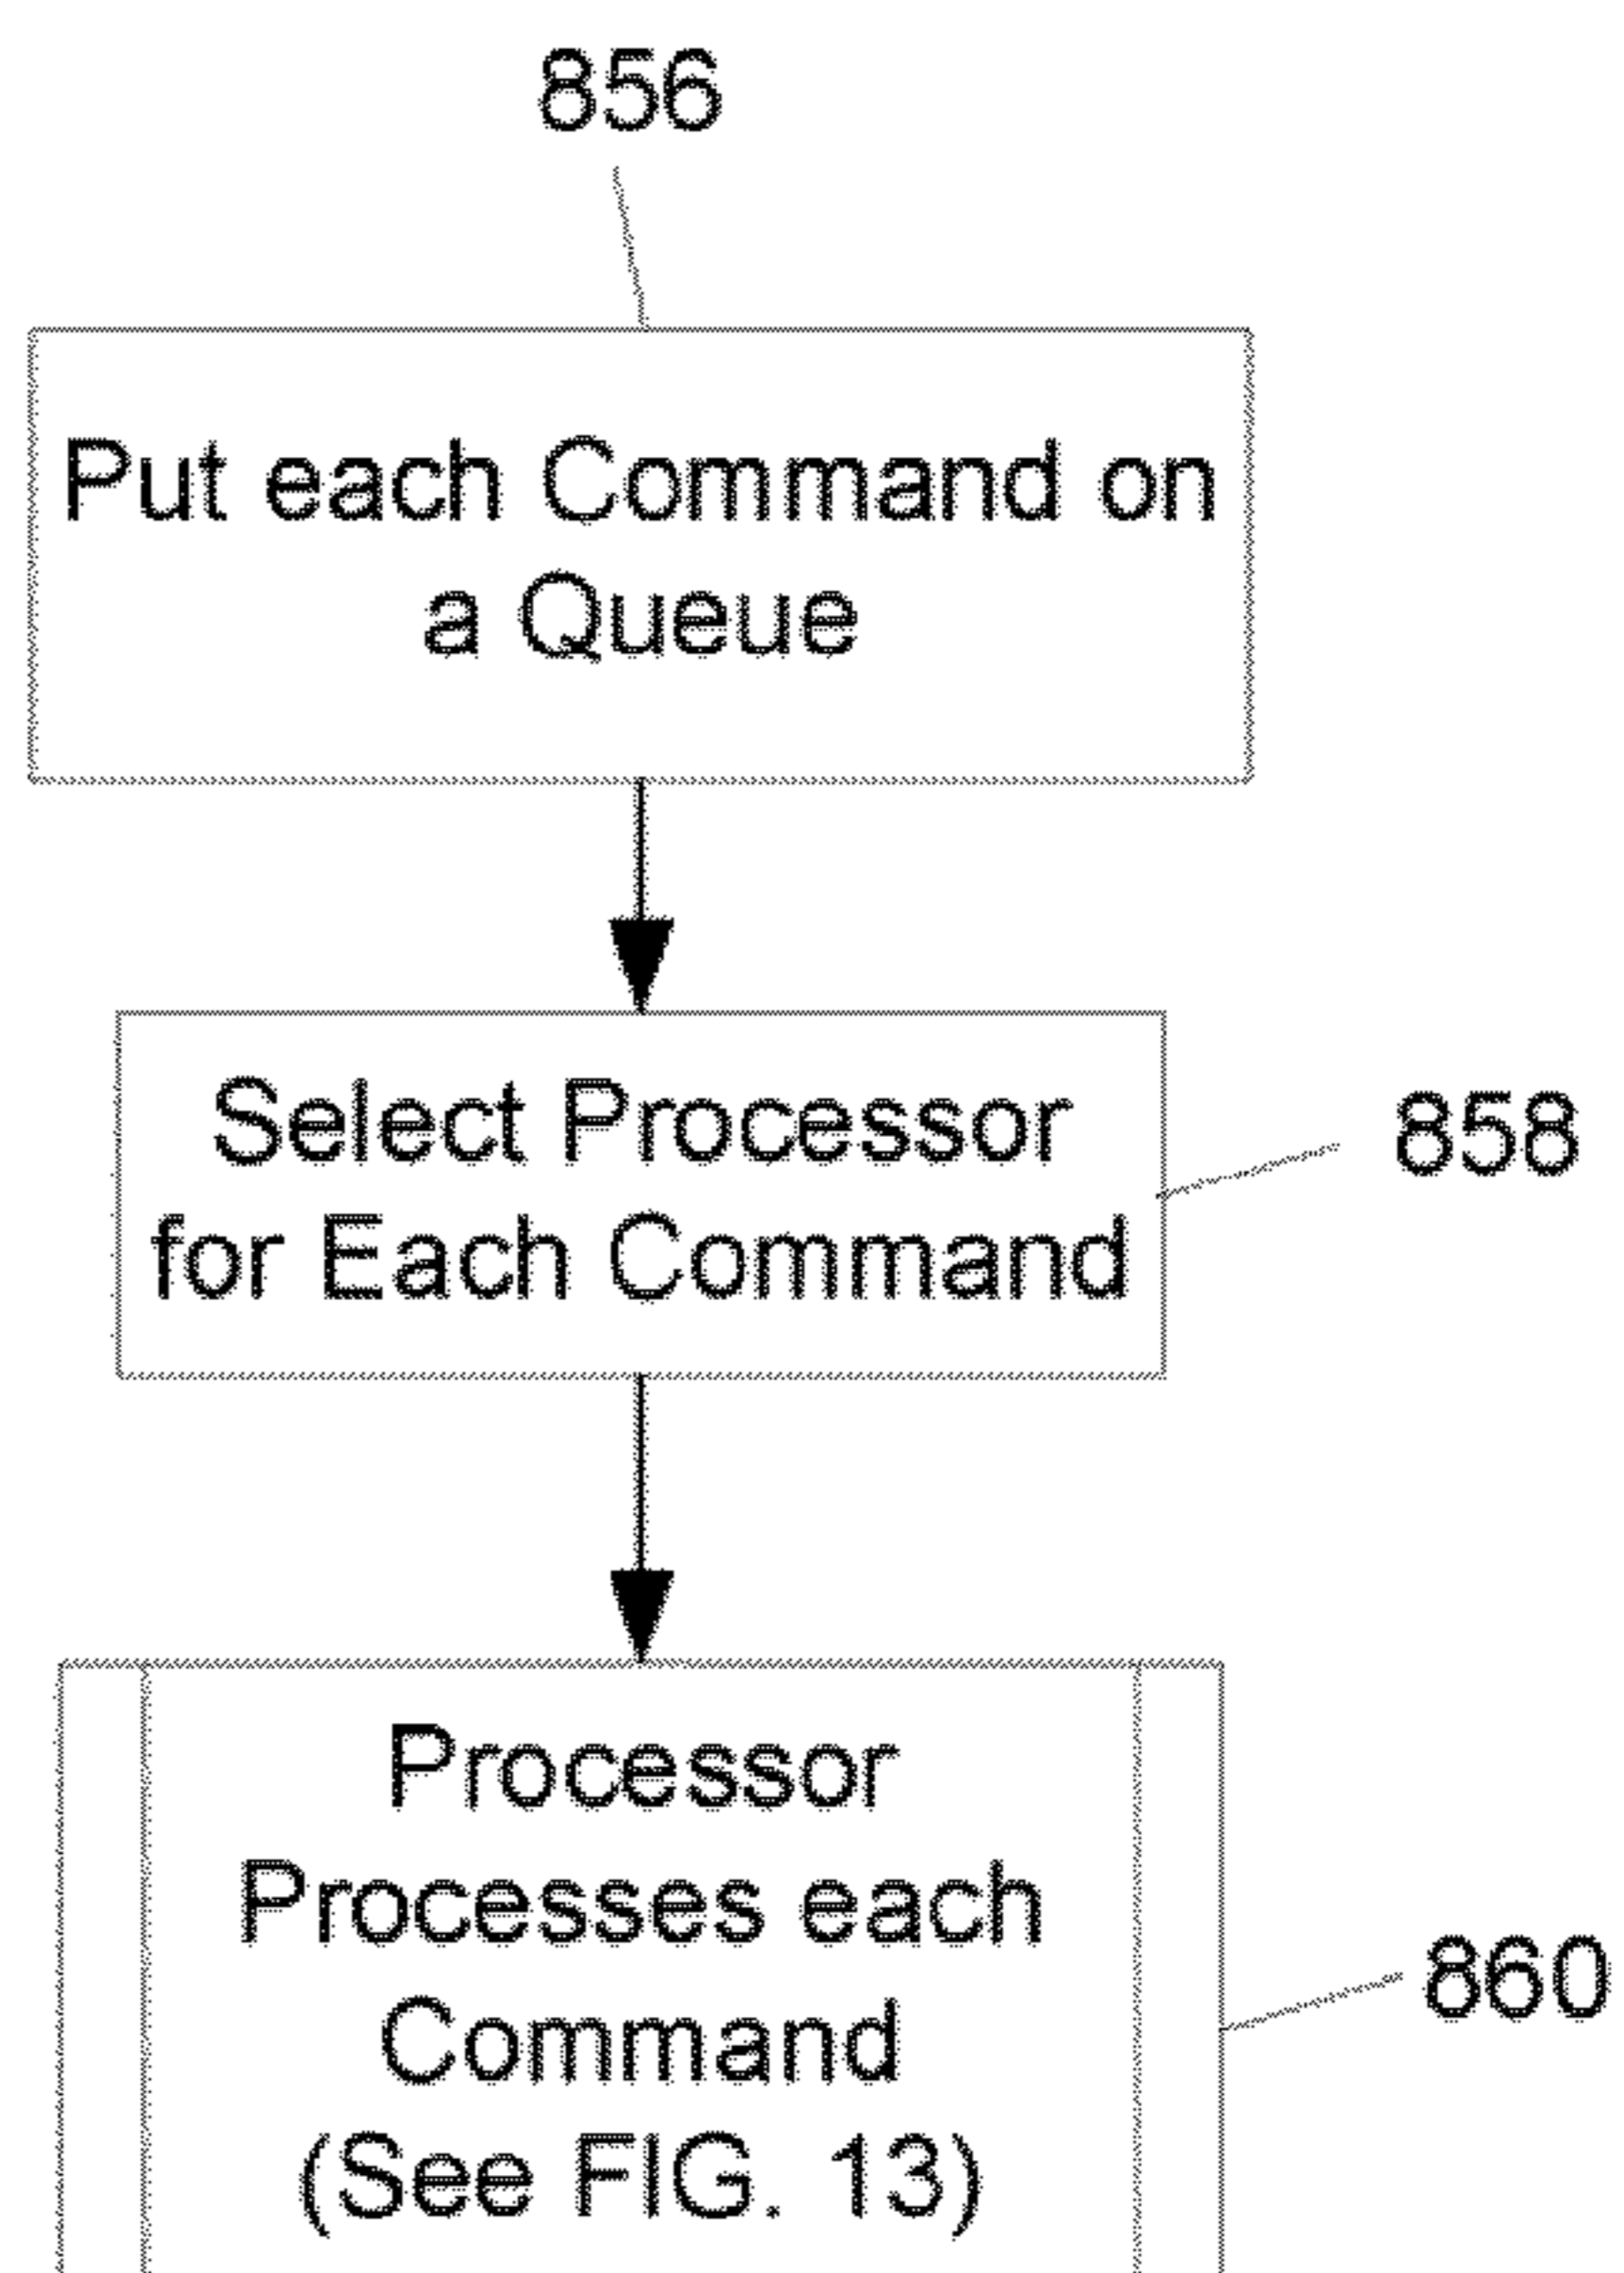 856
Put each Command on
a Queue
Select Processor
for Each Command
858
Processor
Processes each
Command
(See FIG. 13)
860